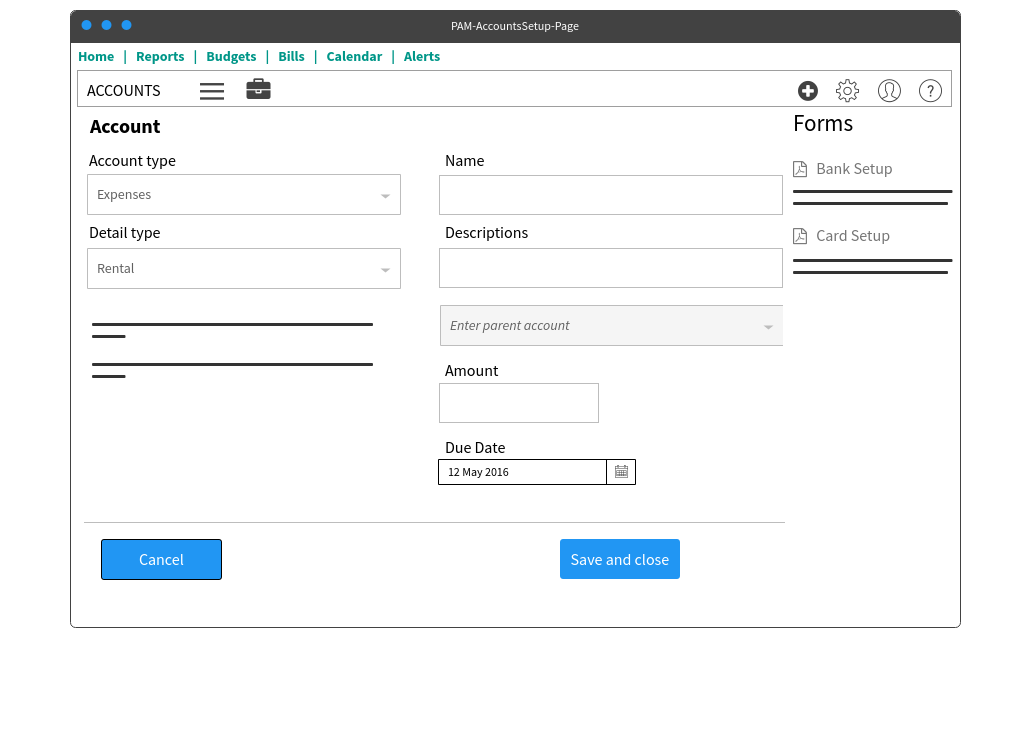 PAM-AccountsSetup-Page
Home | Reports | Budgets | Bills | Calendar | Alerts
ACCOUNTS
?
Account
Forms
Account type
Name
Expenses
Bank Setup
Detail type
Descriptions
Card Setup
Rental
Enter parent account
Amount
Due Date
12 May 2016
Cancel
Save and close